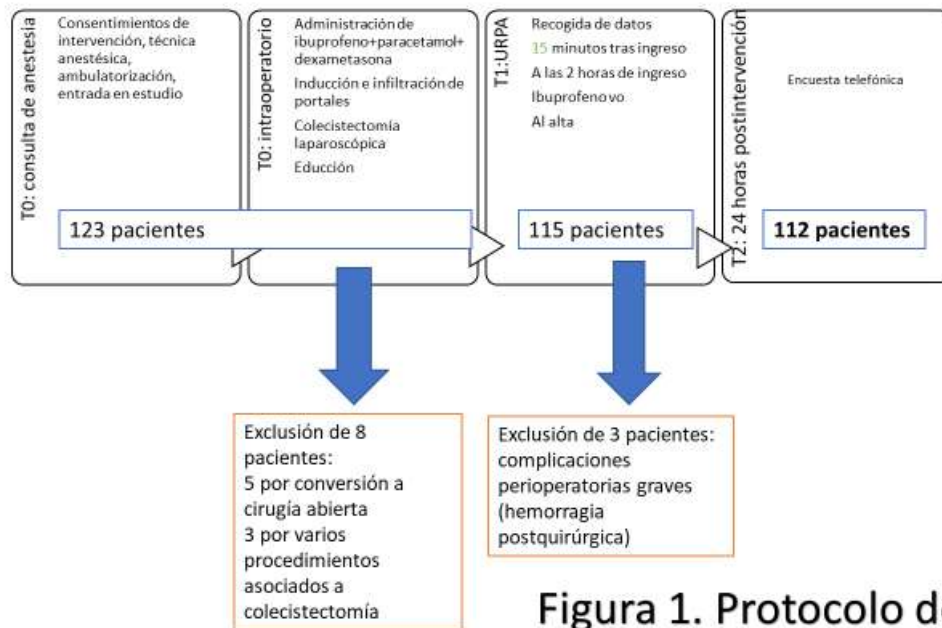 T0: consulta de anestesia
Consentimientos de
intervención, técnica
anestésica,
ambulatorización,
entrada en estudio
T0: intraoperatorio
Administración de
ibuprofeno+paracetamol+
dexametasona
Inducción e infiltración de
portales
Colecistectomía
laparoscópica
Educción
T1:URPA
Recogida de datos
15 minutos tras ingreso
A las 2 horas de ingreso
Ibuprofeno vo
Al alta
T2: 24 horas postintervención
Encuesta telefónica
123 pacientes
115 pacientes
112 pacientes
Exclusión de 8
pacientes:
5 por conversión a
cirugía abierta
3 por varios
procedimientos
asociados a
colecistectomía
Exclusión de 3 pacientes:
complicaciones
perioperatorias graves
(hemorragia
postquirúrgica)
Figura 1. Protocolo d